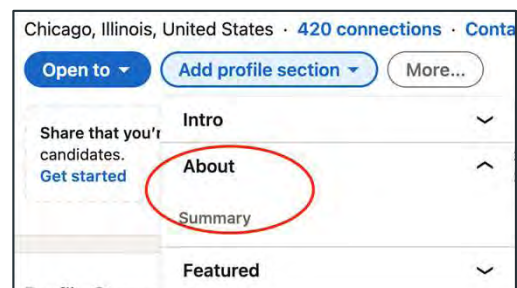 Chicago, Illinois, United States · 420 connections · Conta
Open to Add profile section More...
Intro
Share that you'r
candidates.
Get started
About
Summary
Featured